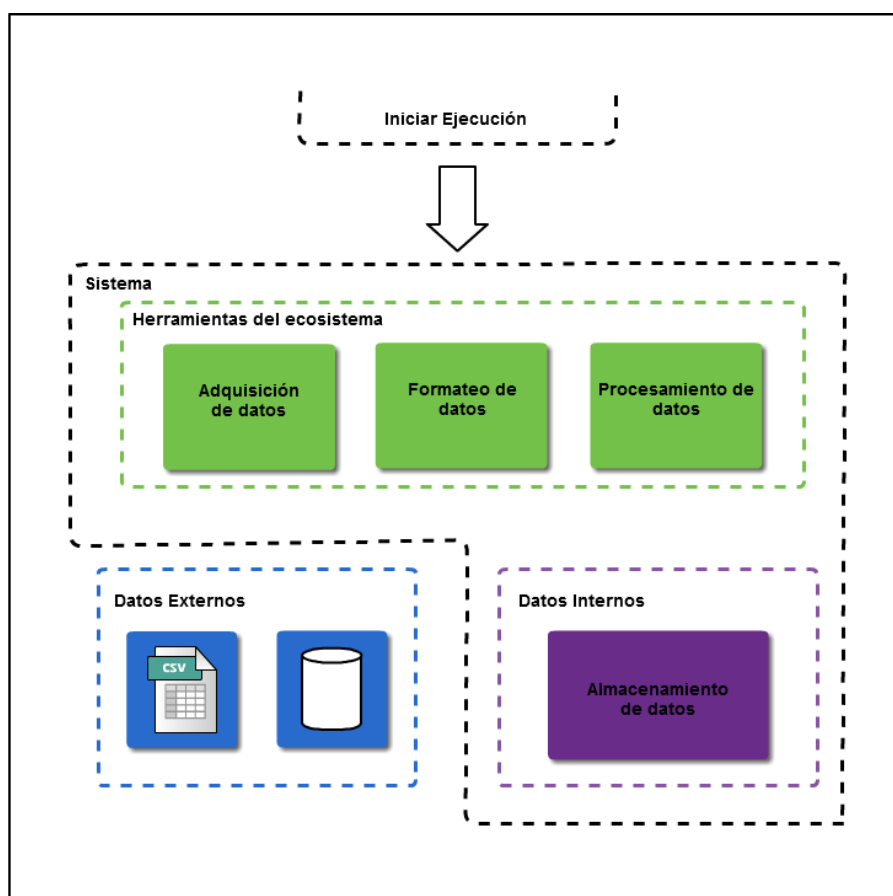 Iniciar Ejecución
Sistema
Herramientas del ecosistema
Adquisición
de datos
Formateo de
datos
Procesamiento de
datos
Datos Externos
CSV
Datos Internos
Almacenamiento
de datos